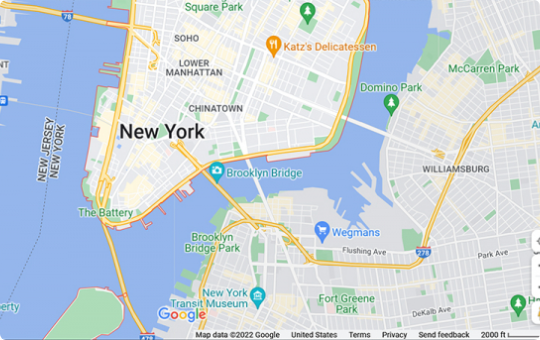 Square Park
78
SOHO
Katz's Delicatessen
LOWER
MANHATTAN
McCarren Park
Domino Park
CHINATOWN
New York
NEW JERSEY
NEW YORK
WILLIAMSBURG
Brooklyn Bridge
The Battery
Brooklyn
Bridge Park
Wegmans
Flushing Ave
278
Park Ave
New York
Transit Museum
Fort Greene
Park
DeKalb Ave
Google
478
Map data ©2022 Google
United States
Terms
Privacy
Send feedback
2000 ft